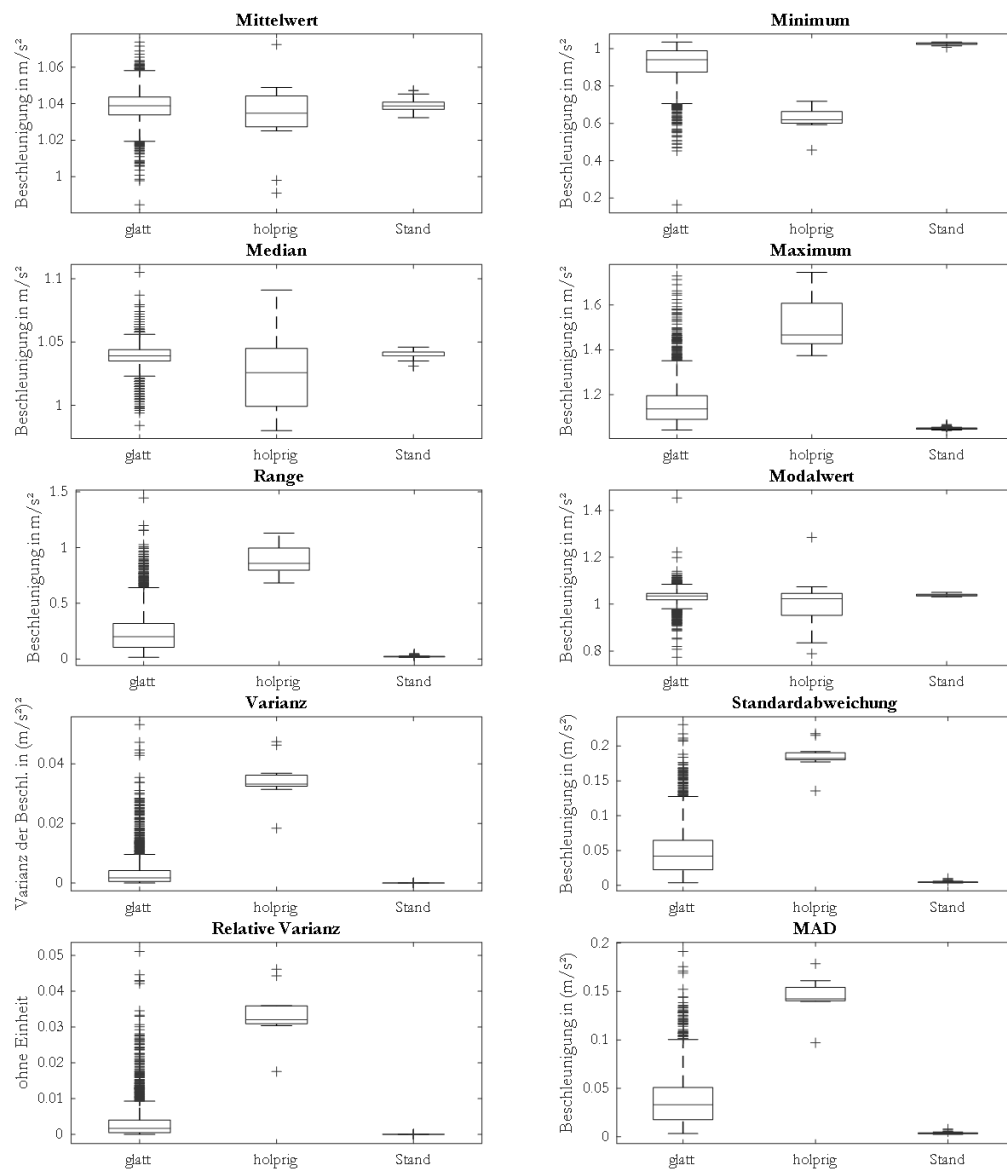 Mittelwert
Beschleunigung in m/s²
1.06
1.04
1.02
1
glatt
holprig
Stand
Minimum
Beschleunigung in m/s²
1
0.8
0.6
0.4
0.2
glatt
holprig
Stand
Median
Beschleunigung in m/s²
1.1
1.05
1
glatt
holprig
Stand
Maximum
Beschleunigung in m/s²
1.6
1.4
1.2
glatt
holprig
Stand
Range
Beschleunigung in m/s²
1.5
1
0.5
0
glatt
holprig
Stand
Modalwert
Beschleunigung in m/s²
1.4
1.2
1
0.8
glatt
holprig
Stand
Varianz
Varianz der Beschl. in (m/s²)²
0.04
0.02
0
glatt
holprig
Stand
Standardabweichung
Beschleunigung in (m/s²)
0.2
0.15
0.1
0.05
0
glatt
holprig
Stand
Relative Varianz
ohne Einheit
0.05
0.04
0.03
0.02
0.01
0
glatt
holprig
Stand
MAD
Beschleunigung in (m/s²)
0.2
0.15
0.1
0.05
0
glatt
holprig
Stand